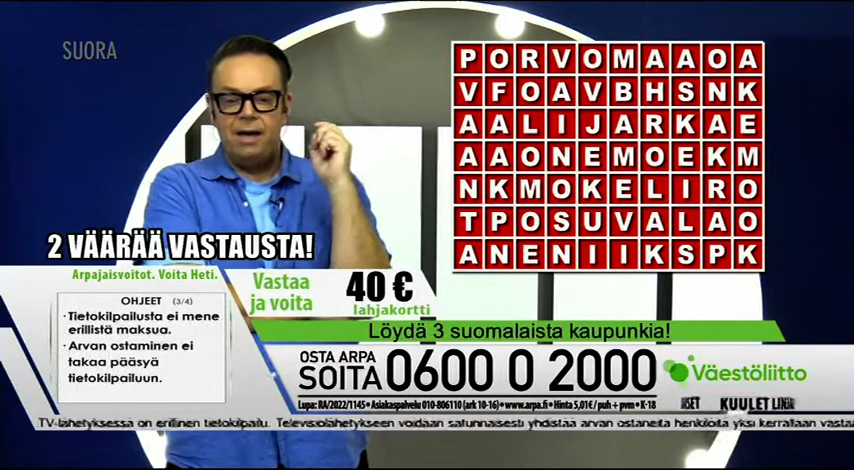 SUORA
PORVOMAAOA
VFOAVBHSNK
AALIJARKAE
AAONEMOEKM
NKMOKELIRO
TPOSUVALAO
ANENIIKSPK
2 VÄÄRÄÄ VASTAUSTA!
Arpajaisvoitot. Voita Heti.
Vastaa
ja voita
40 €
lahjakortti
OHJEET (3/4)
· Tietokilpailusta ei mene
erillistä maksua.
· Arvan ostaminen ei
takaa pääsyä
tietokilpailuun.
Löydä 3 suomalaista kaupunkia!
OSTA ARPA
SOITA 0600 0 2000
Väestöliitto
Lupa: RA/2022/1145 • Asiakaspalvelu 010-806110 (ark 10-16) • www.arpa.fi • Hinta 5,01€/puh + pvm • K-18
KUULET
TV-lähetyksessä on erillinen tietokilpailu. Televisiolähetykseen voidaan satunnaisesti yhdistää arvan ostaneita henkilöitä yksi kerrallaan